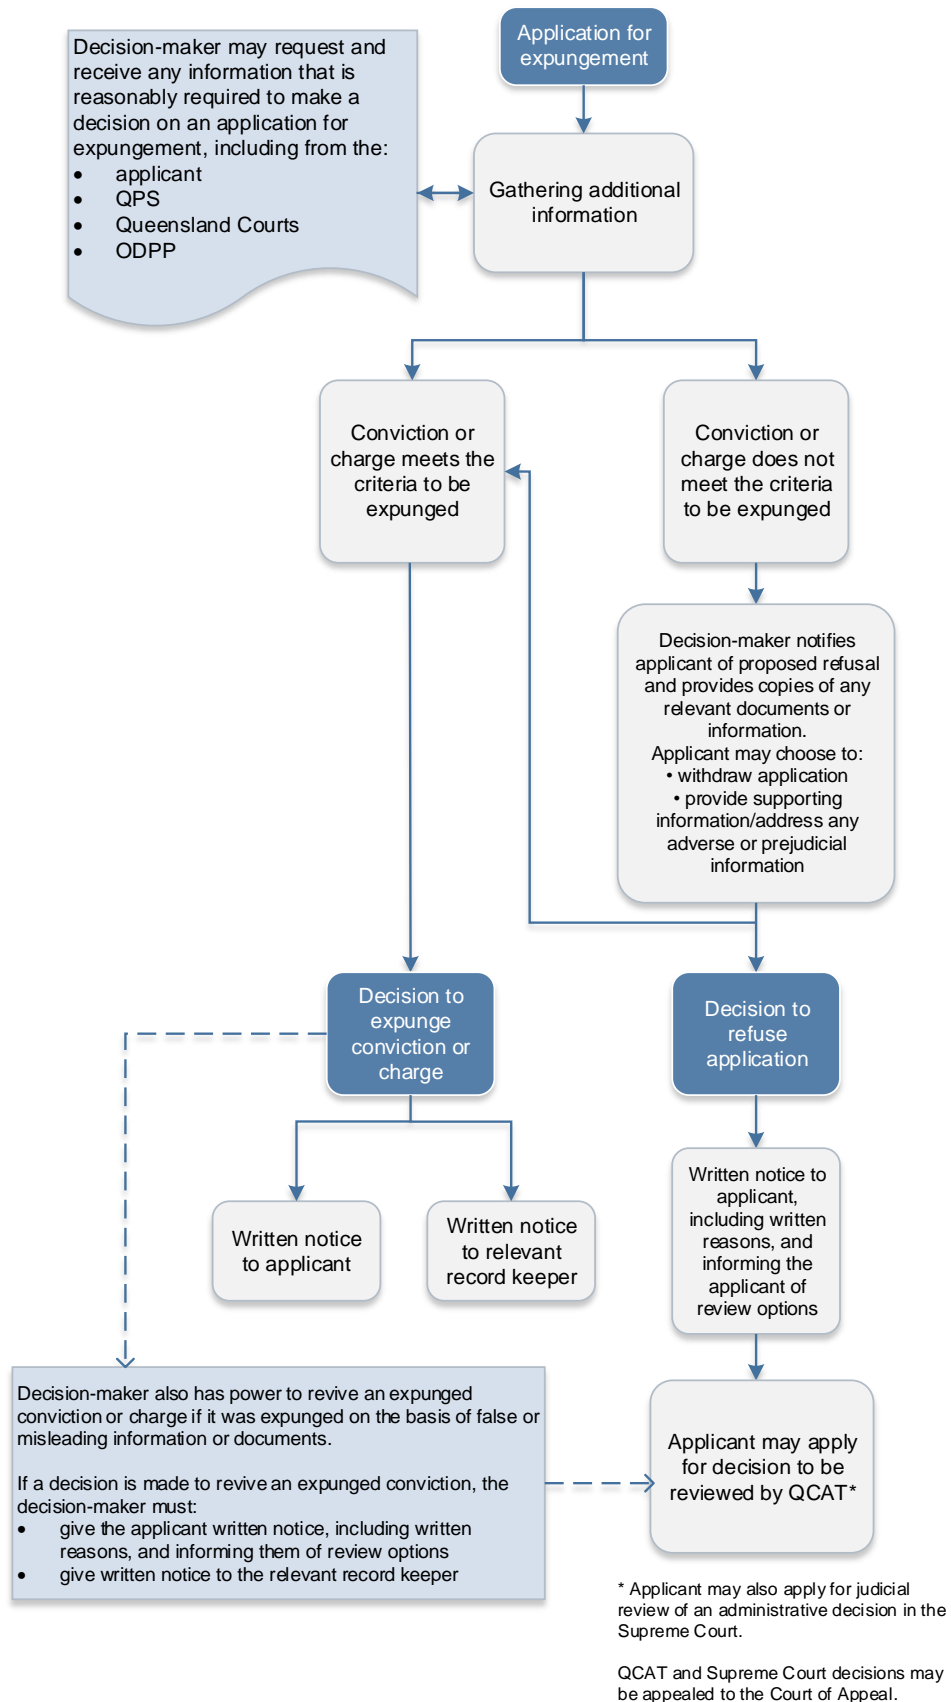 Application for
expungement
Decision-maker may request and
receive any information that is
reasonably required to make a
decision on an application for
expungement, including from the:
• applicant
• QPS
• Queensland Courts
• ODPP
Gathering additional
information
Conviction or
charge meets the
criteria to be
expunged
Conviction or
charge does not
meet the criteria
to be expunged
Decision-maker notifies
applicant of proposed refusal
and provides copies of any
relevant documents or
information.
Applicant may choose to:
• withdraw application
• provide supporting
information/address any
adverse or prejudicial
information
Decision to
expunge
conviction or
charge
Decision to
refuse
application
Written notice
to applicant
Written notice
to relevant
record keeper
Written notice to
applicant,
including written
reasons, and
informing the
applicant of
review options
Decision-maker also has power to revive an expunged
conviction or charge if it was expunged on the basis of false or
misleading information or documents.
If a decision is made to revive an expunged conviction, the
decision-maker must:
• give the applicant written notice, including written
reasons, and informing them of review options
• give written notice to the relevant record keeper
Applicant may apply
for decision to be
reviewed by QCAT*
* Applicant may also apply for judicial
review of an administrative decision in the
Supreme Court.
QCAT and Supreme Court decisions may
be appealed to the Court of Appeal.